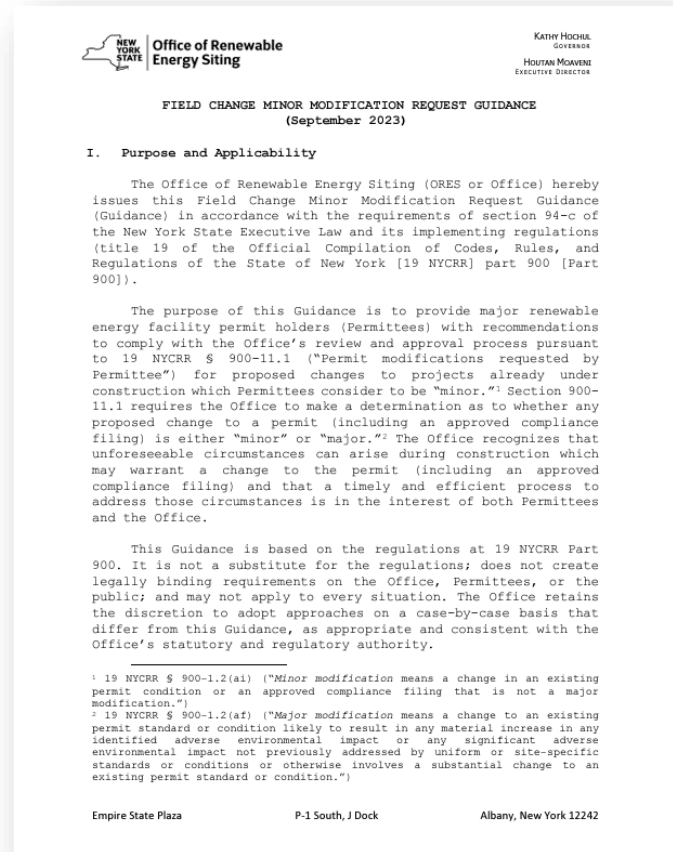 NEW
YORK
STATE
Office of Renewable
Energy Siting
KATHY HOCHUL
GOVERNOR
HOUTAN MOAVENI
EXECUTIVE DIRECTOR
FIELD CHANGE MINOR MODIFICATION REQUEST GUIDANCE
(September 2023)
I. Purpose and Applicability
The Office of Renewable Energy Siting (ORES or Office) hereby
issues this Field Change Minor Modification Request Guidance
(Guidance) in accordance with the requirements of section 94-c of
the New York State Executive Law and its implementing regulations
(title 19 of the Official Compilation of Codes, Rules, and
Regulations of the State of New York [19 NYCRR] part 900 [Part
900]).
The purpose of this Guidance is to provide major renewable
energy facility permit holders (Permittees) with recommendations
to comply with the Office's review and approval process pursuant
to 19 NYCRR § 900-11.1 ("Permit modifications requested by
Permittee") for proposed changes to projects already under
construction which Permittees consider to be "minor."¹ Section 900-
11.1 requires the Office to make a determination as to whether any
proposed change to a permit (including an approved compliance
filing) is either "minor" or "major."² The Office recognizes that
unforeseeable circumstances can arise during construction which
may warrant a change to the permit (including an approved
compliance filing) and that a timely and efficient process to
address those circumstances is in the interest of both Permittees
and the Office.
This Guidance is based on the regulations at 19 NYCRR Part
900. It is not a substitute for the regulations; does not create
legally binding requirements on the Office, Permittees, or the
public; and may not apply to every situation. The Office retains
the discretion to adopt approaches on a case-by-case basis that
differ from this Guidance, as appropriate and consistent with the
Office's statutory and regulatory authority.
¹ 19 NYCRR § 900-1.2(ai) ("Minor modification means a change in an existing
permit condition or an approved compliance filing that is not a major
modification.")
² 19 NYCRR § 900-1.2(af) ("Major modification means a change to an existing
permit standard or condition likely to result in any material increase in any
identified adverse environmental impact or any significant adverse
environmental impact not previously addressed by uniform or site-specific
standards or conditions or otherwise involves a substantial change to an
existing permit standard or condition.")
Empire State Plaza P-1 South, J Dock Albany, New York 12242